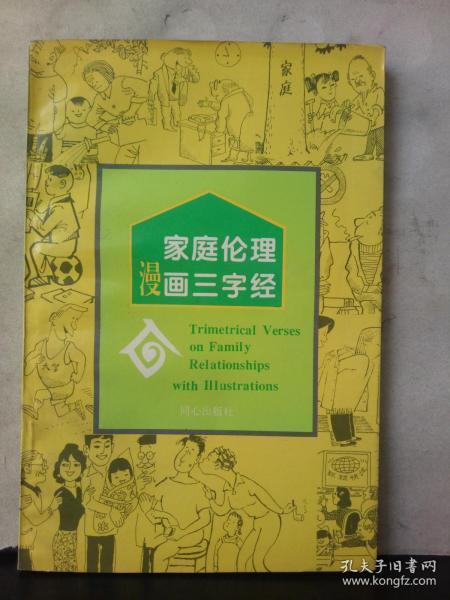 家庭
家庭伦理
漫画三字经
Trimetrical Verses
on Family
Relationships
with Illustrations
同心出版社
孔夫子旧书网
www.kongfz.com